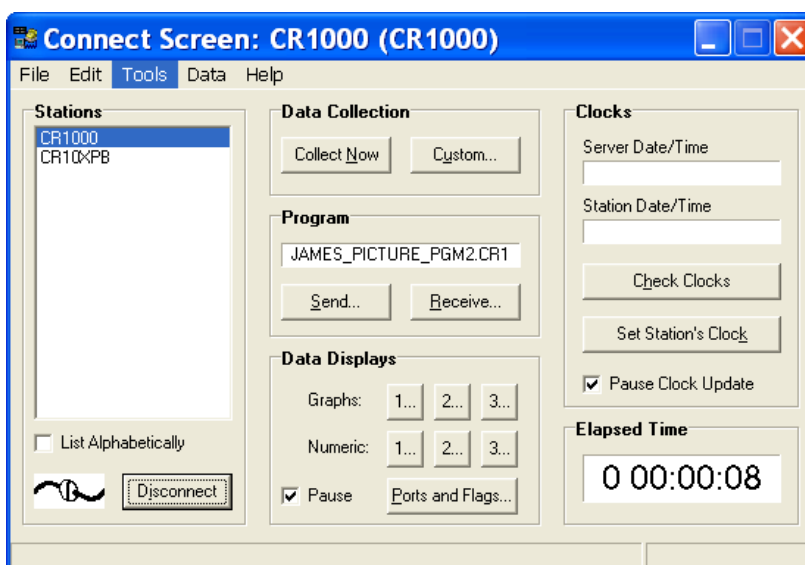 Connect Screen: CR1000 (CR1000)
File Edit Tools Data Help
Stations
CR1000
CR10XPB
List Alphabetically
Disconnect
Data Collection
Collect Now Custom...
Program
JAMES_PICTURE_PGM2.CR1
Send... Receive...
Data Displays
Graphs: 1... 2... 3...
Numeric: 1... 2... 3...
Pause Ports and Flags...
Clocks
Server Date/Time
Station Date/Time
Check Clocks
Set Station's Clock
Pause Clock Update
Elapsed Time
0 00:00:08